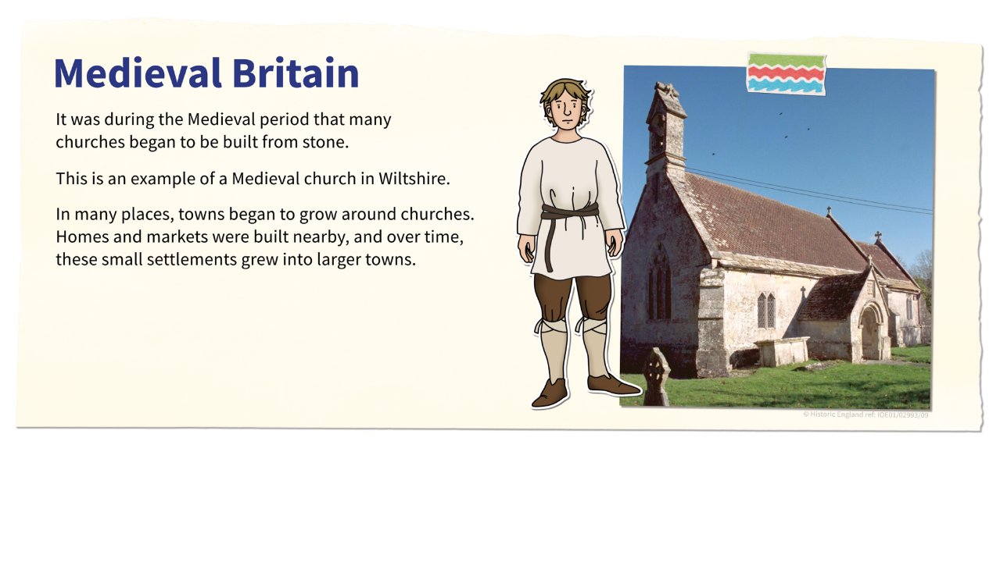 Medieval Britain
It was during the Medieval period that many
churches began to be built from stone.
This is an example of a Medieval church in Wiltshire.
In many places, towns began to grow around churches.
Homes and markets were built nearby, and over time,
these small settlements grew into larger towns.
© Historic England ref: IOE01/02993/09